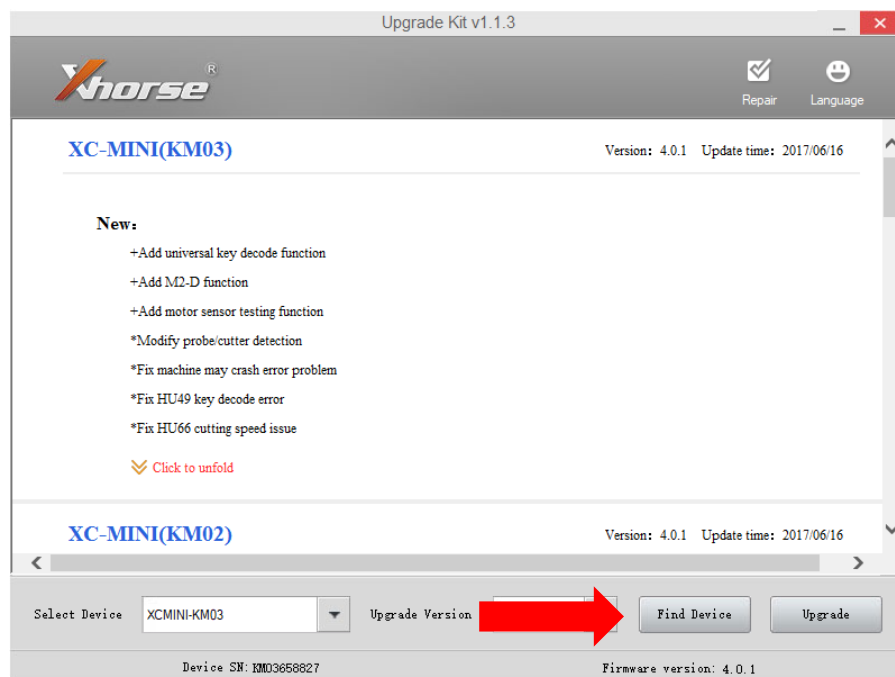 Upgrade Kit v1.1.3
Xhorse®
Repair
Language
XC-MINI(KM03)
Version: 4.0.1 Update time: 2017/06/16
New:
+Add universal key decode function
+Add M2-D function
+Add motor sensor testing function
*Modify probe/cutter detection
*Fix machine may crash error problem
*Fix HU49 key decode error
*Fix HU66 cutting speed issue
Click to unfold
XC-MINI(KM02)
Version: 4.0.1 Update time: 2017/06/16
Select Device XCMINI-KM03 Upgrade Version Find Device Upgrade
Device SN: KM03658827 Firmware version: 4.0.1